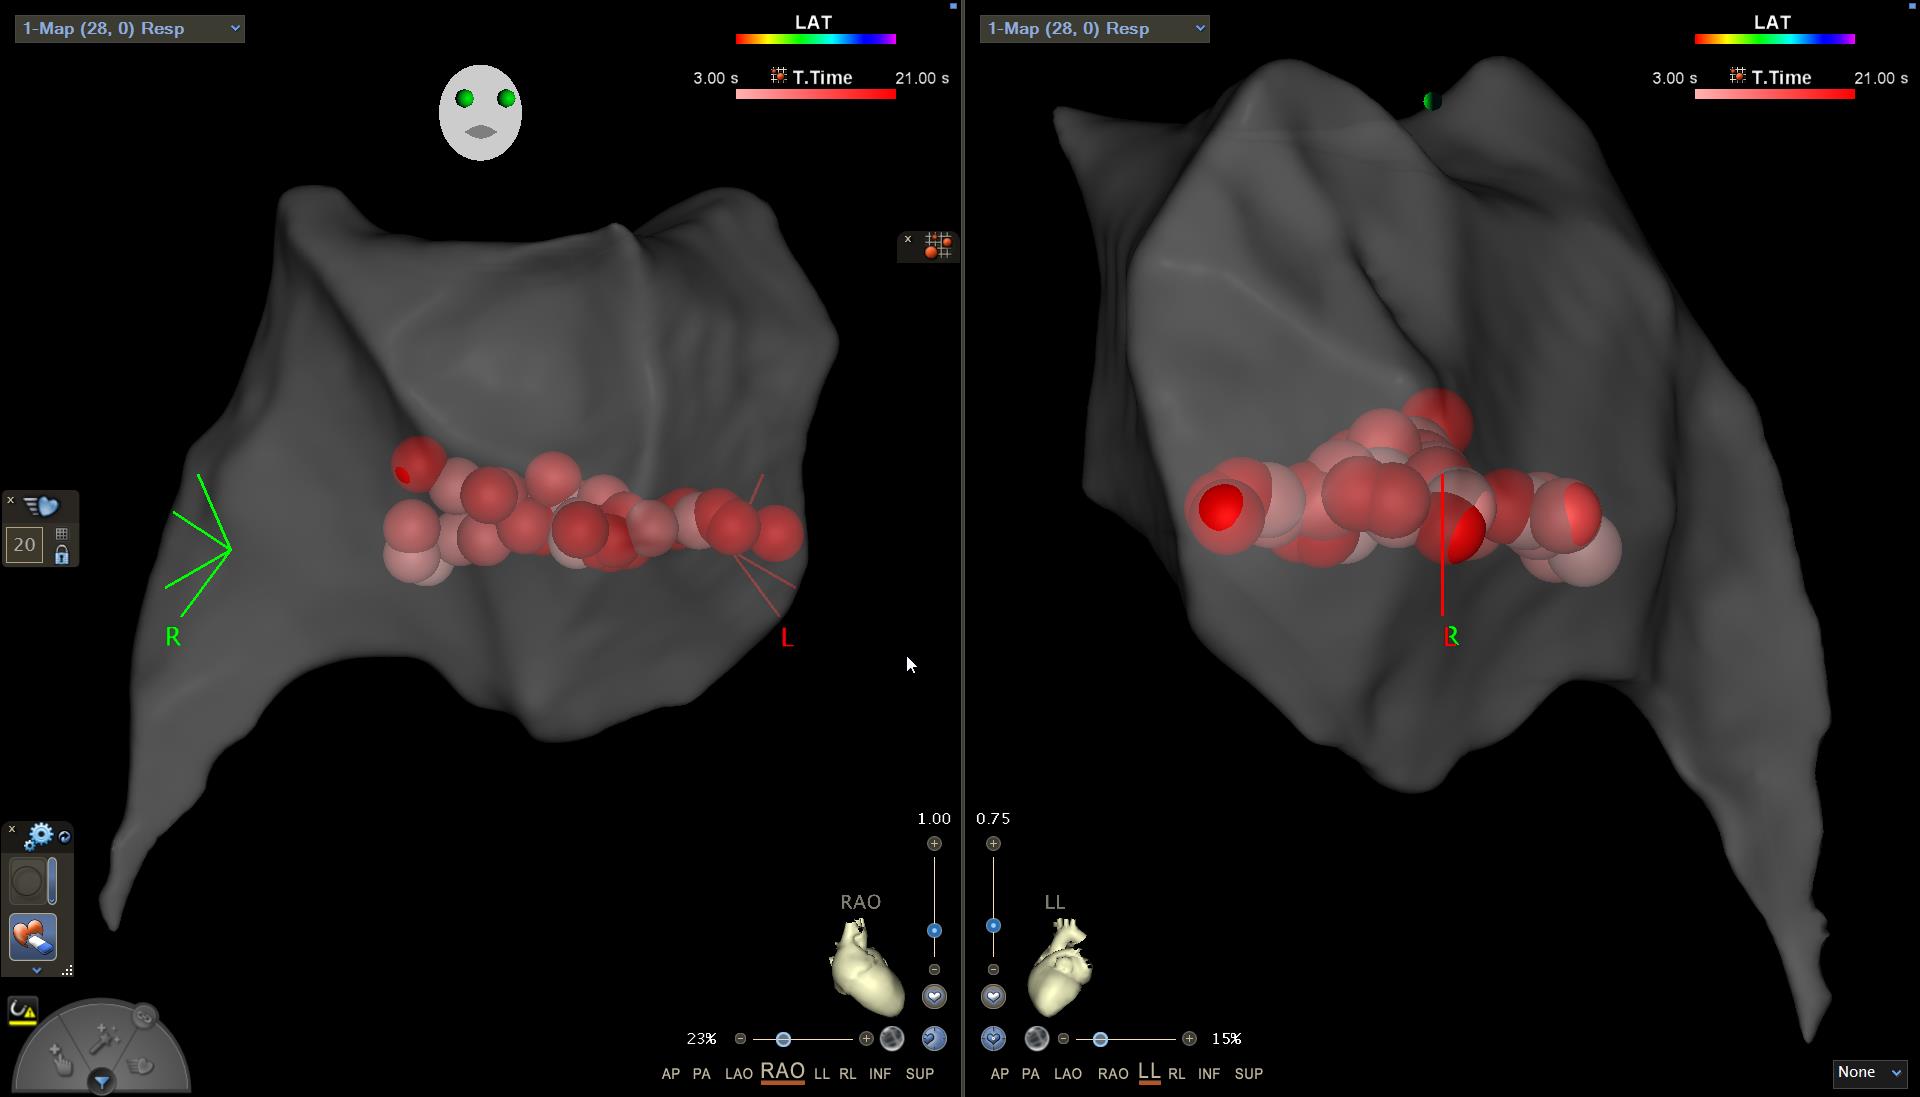 1-Map (28, 0) Resp
LAT
3.00 s T.Time 21.00 s
x
x
20
R
L
x
1.00
RAO
23%
AP PA LAO RAO LL RL INF SUP
1-Map (28, 0) Resp
LAT
3.00 s T.Time 21.00 s
R
L
0.75
LL
15%
AP PA LAO RAO LL RL INF SUP
None